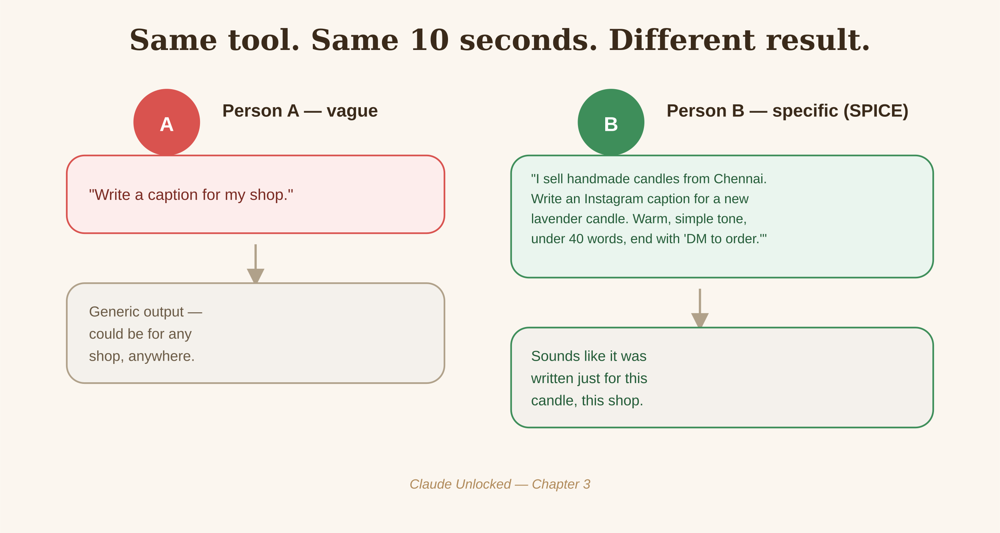 Same tool. Same 10 seconds. Different result.
A
Person A — vague
"Write a caption for my shop."
Generic output —
could be for any
shop, anywhere.
B
Person B — specific (SPICE)
"I sell handmade candles from Chennai.
Write an Instagram caption for a new
lavender candle. Warm, simple tone,
under 40 words, end with 'DM to order.'"
Sounds like it was
written just for this
candle, this shop.
Claude Unlocked — Chapter 3